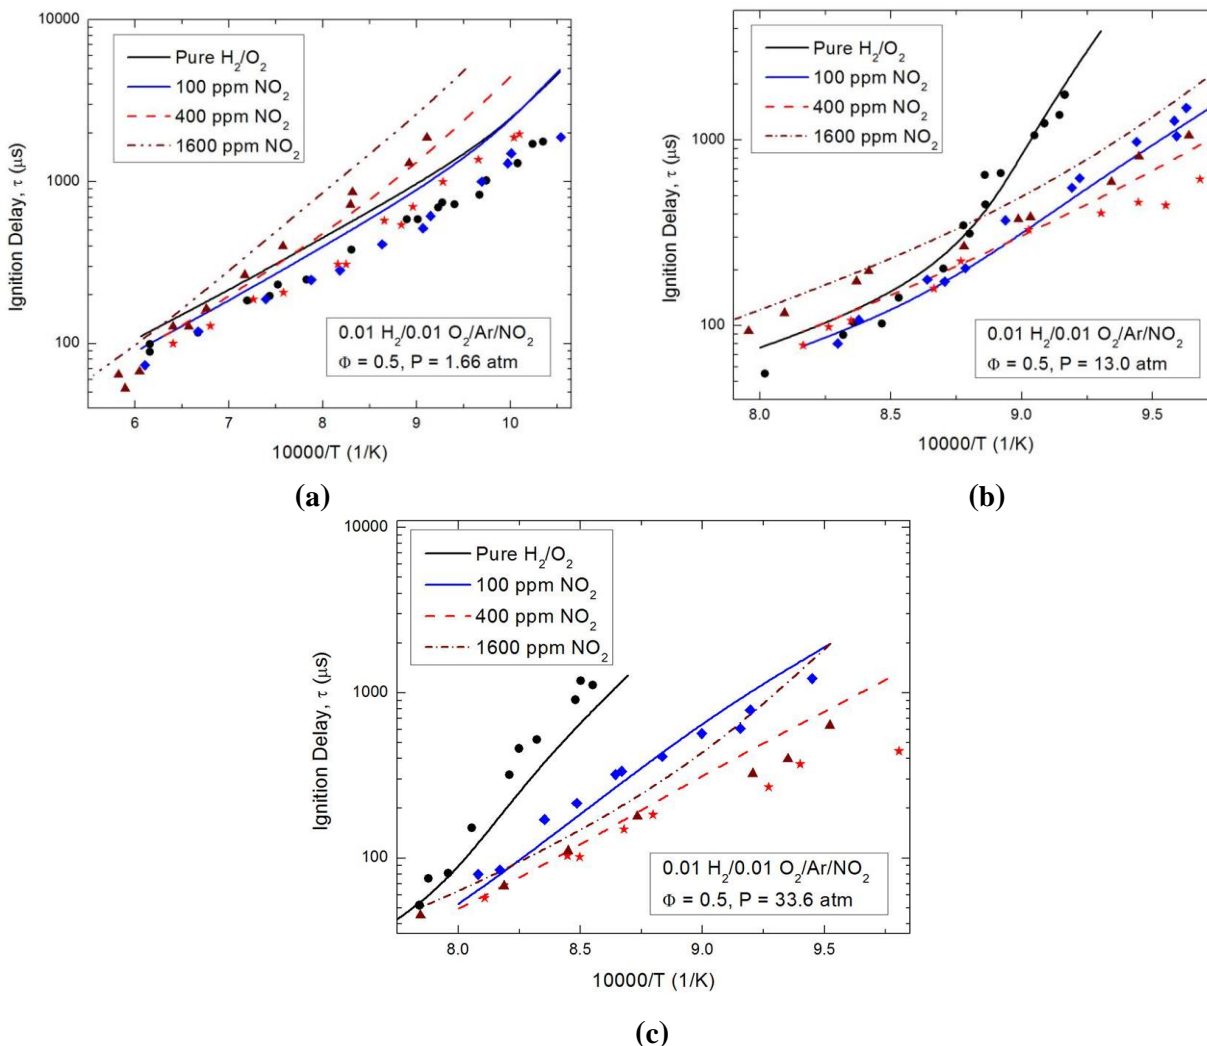 10000
1000
100
Ignition Delay, τ (μs)
Pure H₂/O₂
100 ppm NO₂
400 ppm NO₂
1600 ppm NO₂
0.01 H₂/0.01 O₂/Ar/NO₂
Φ = 0.5, P = 1.66 atm
6 7 8 9 10
10000/T (1/K)
(a)
1000
100
Ignition Delay, τ (μs)
Pure H₂/O₂
100 ppm NO₂
400 ppm NO₂
1600 ppm NO₂
0.01 H₂/0.01 O₂/Ar/NO₂
Φ = 0.5, P = 13.0 atm
8.0 8.5 9.0 9.5
10000/T (1/K)
(b)
10000
1000
100
Ignition Delay, τ (μs)
Pure H₂/O₂
100 ppm NO₂
400 ppm NO₂
1600 ppm NO₂
0.01 H₂/0.01 O₂/Ar/NO₂
Φ = 0.5, P = 33.6 atm
8.0 8.5 9.0 9.5
10000/T (1/K)
(c)